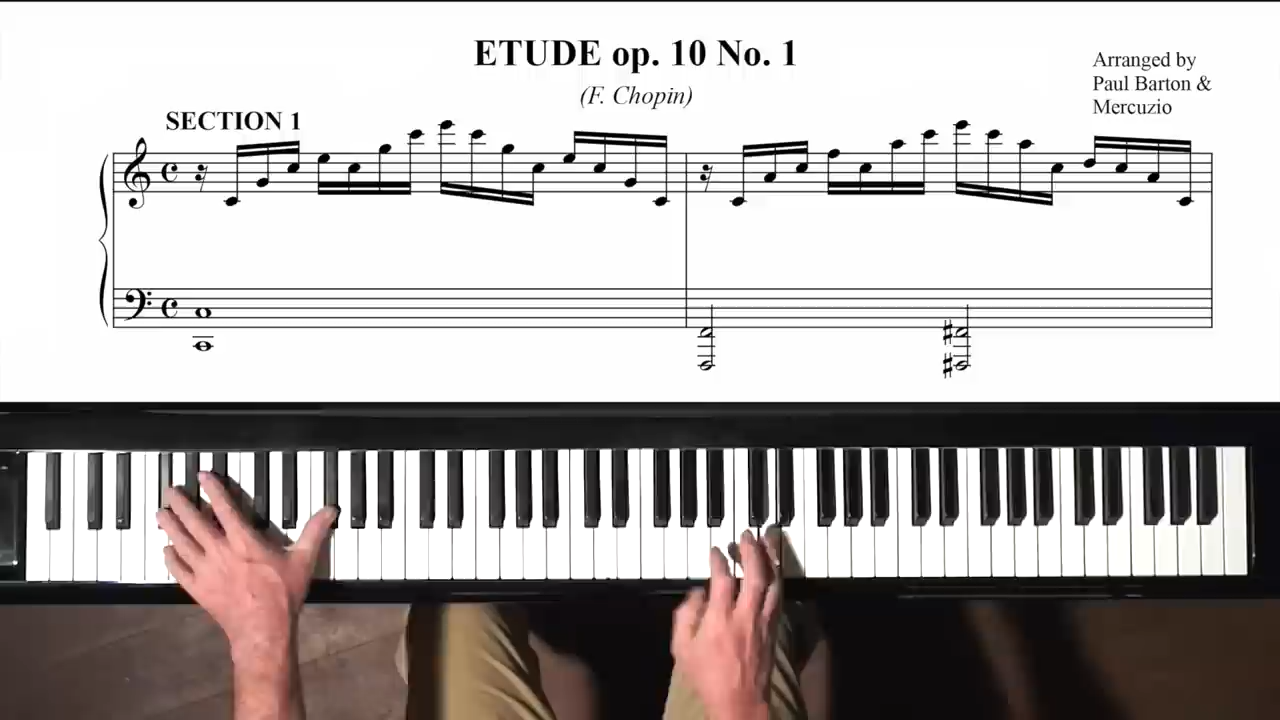 ETUDE op. 10 No. 1
(F. Chopin)
Arranged by
Paul Barton &
Mercuzio
SECTION 1